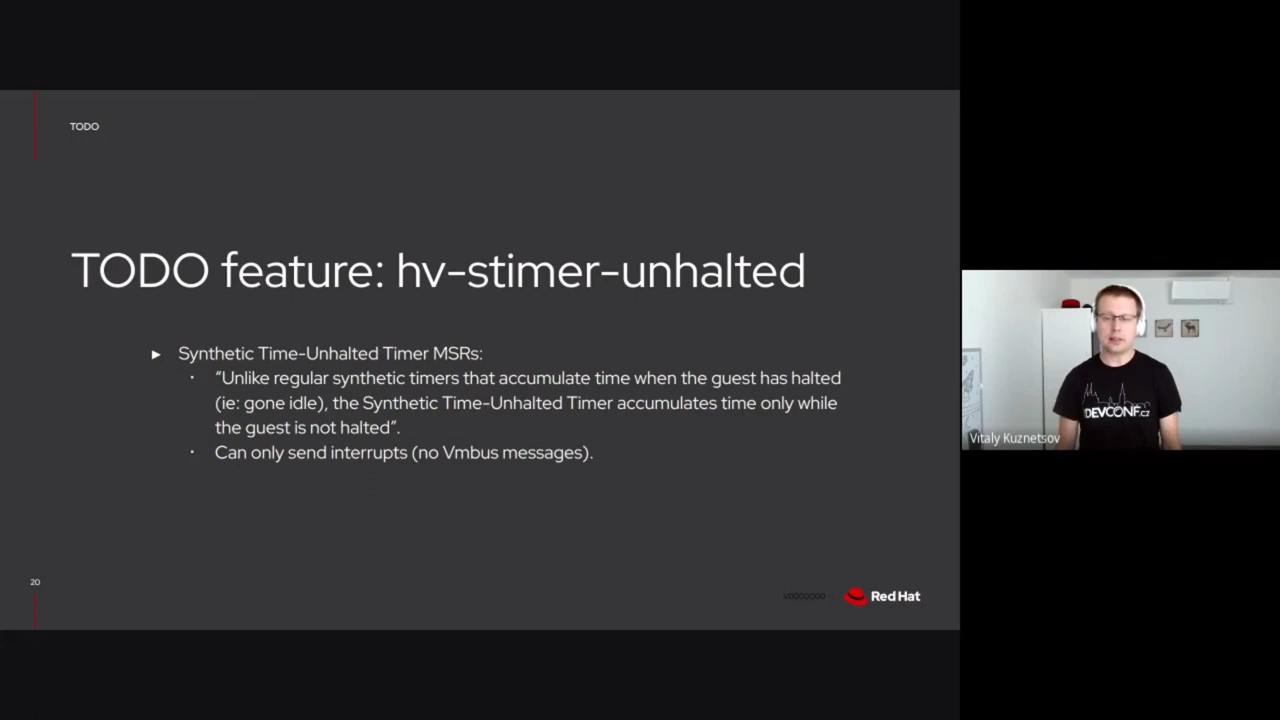 TODO
TODO feature: hv-stimer-unhalted
► Synthetic Time-Unhalted Timer MSRs:
· “Unlike regular synthetic timers that accumulate time when the guest has halted
(ie: gone idle), the Synthetic Time-Unhalted Timer accumulates time only while
the guest is not halted”.
· Can only send interrupts (no Vmbus messages).
20
Red Hat
DEVCONF.cz
Vitaly Kuznetsov